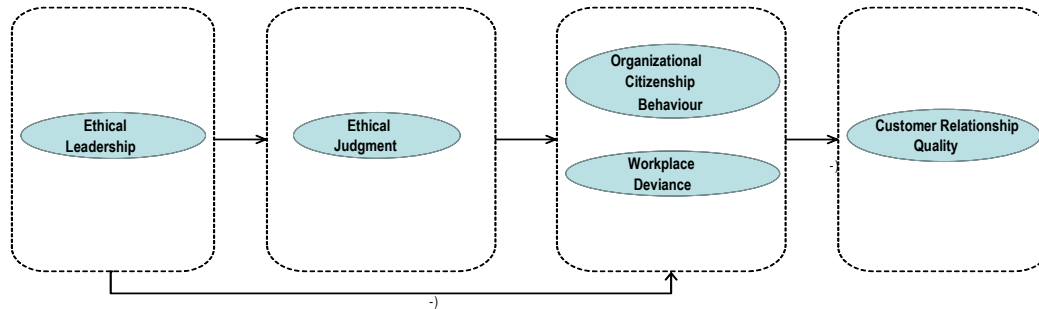 Ethical
Leadership
Ethical
Judgment
Organizational
Citizenship
Behaviour
Workplace
Deviance
Customer Relationship
Quality
-)
-)